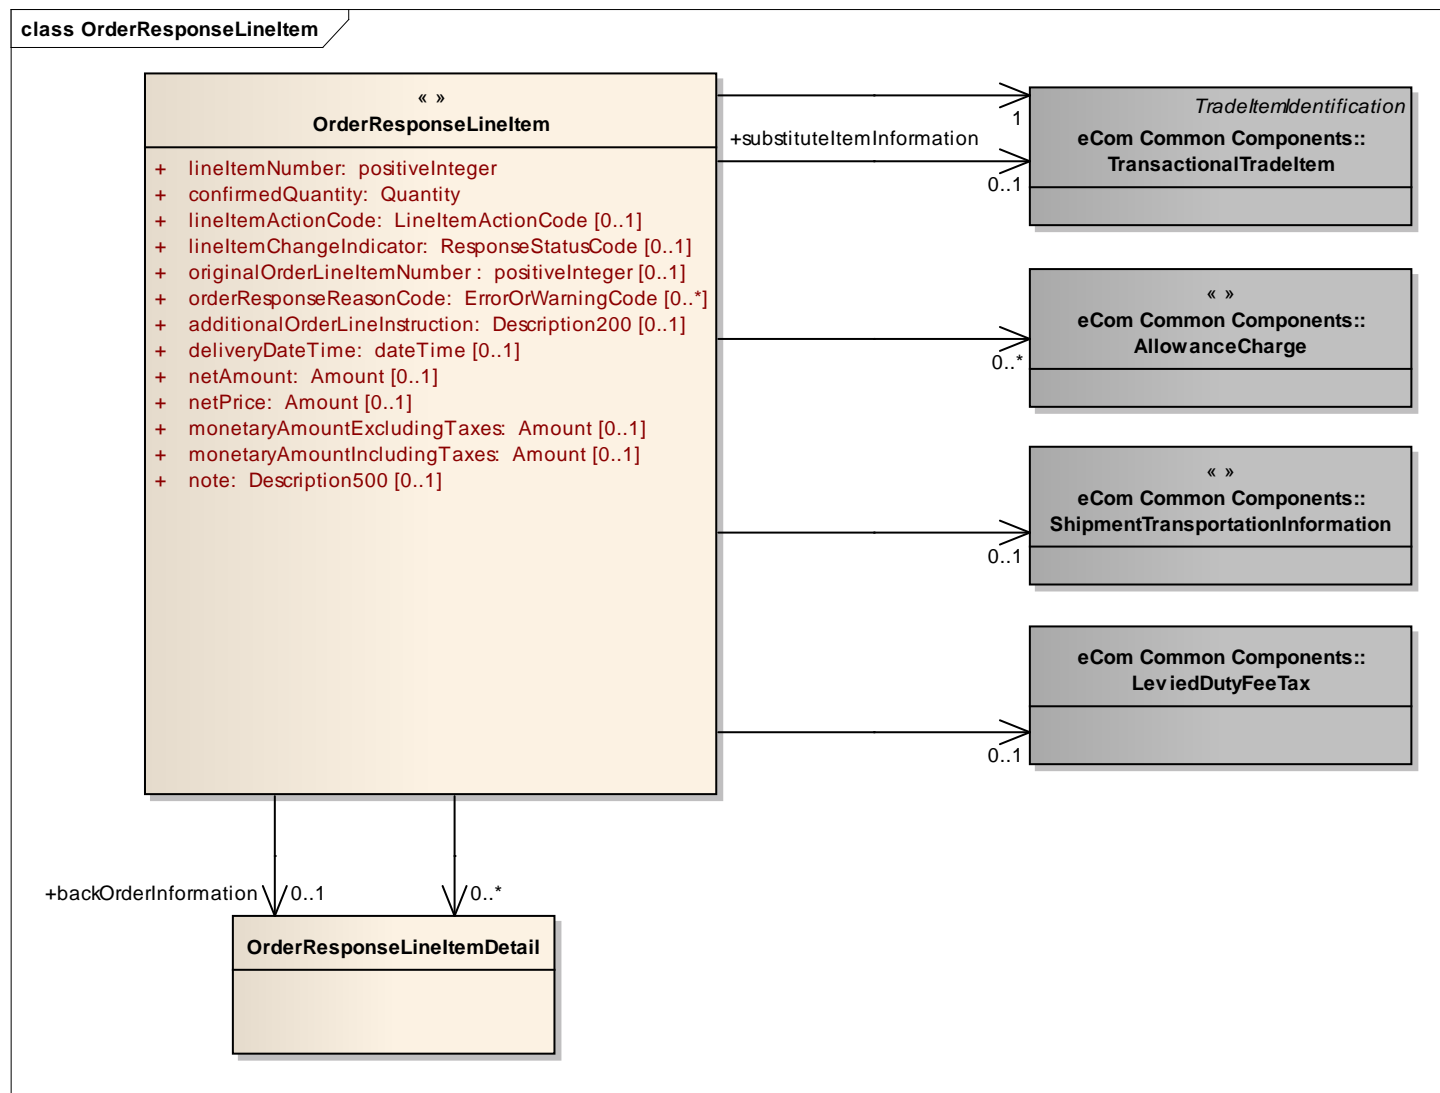 class OrderResponseLineItem
« »
OrderResponseLineItem
+ lineItemNumber: positiveInteger
+ confirmedQuantity: Quantity
+ lineItemActionCode: LineItemActionCode [0..1]
+ lineItemChangeIndicator: ResponseStatusCode [0..1]
+ originalOrderLineItemNumber : positiveInteger [0..1]
+ orderResponseReasonCode: ErrorOrWarningCode [0..*]
+ additionalOrderLineInstruction: Description200 [0..1]
+ deliveryDateTime: dateTime [0..1]
+ netAmount: Amount [0..1]
+ netPrice: Amount [0..1]
+ monetaryAmountExcludingTaxes: Amount [0..1]
+ monetaryAmountIncludingTaxes: Amount [0..1]
+ note: Description500 [0..1]
1
+substituteItemInformation
0..1
TradeItemIdentification
eCom Common Components::
TransactionalTradeItem
0..*
« »
eCom Common Components::
AllowanceCharge
0..1
« »
eCom Common Components::
ShipmentTransportationInformation
0..1
eCom Common Components::
LeviedDutyFeeTax
+backOrderInformation 0..1
0..*
OrderResponseLineItemDetail